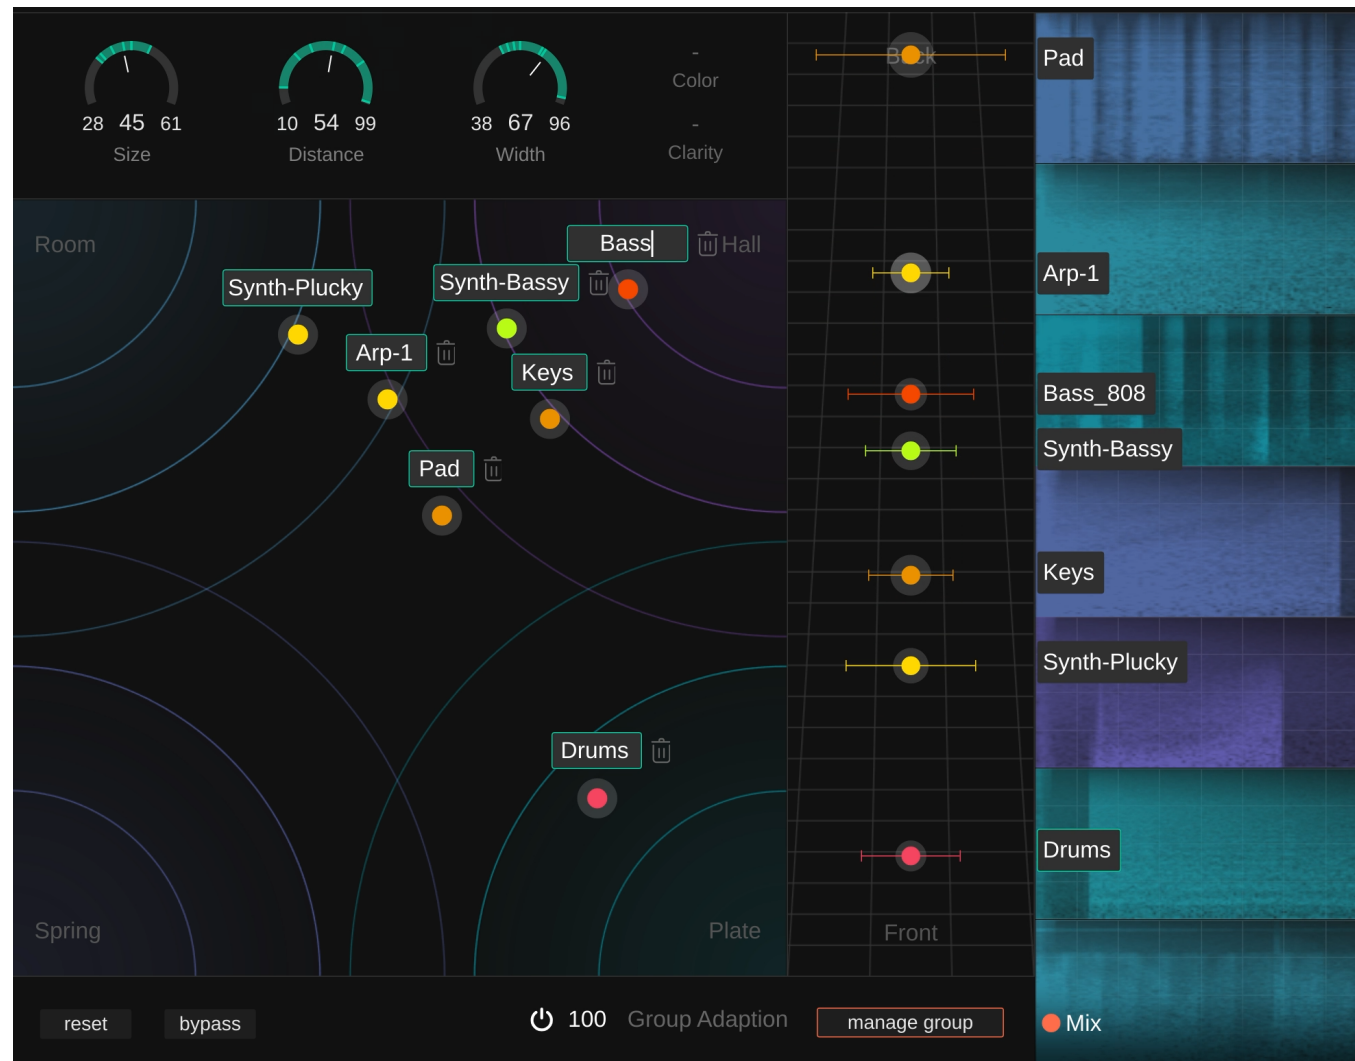 28 45 61
Size
10 54 99
Distance
38 67 96
Width
-
Color
-
Clarity
Room
Hall
Bass
Synth-Plucky
Synth-Bassy
Arp-1
Keys
Pad
Drums
Spring
Plate
Back
Front
Pad
Arp-1
Bass_808
Synth-Bassy
Keys
Synth-Plucky
Drums
Mix
reset
bypass
100 Group Adaption
manage group